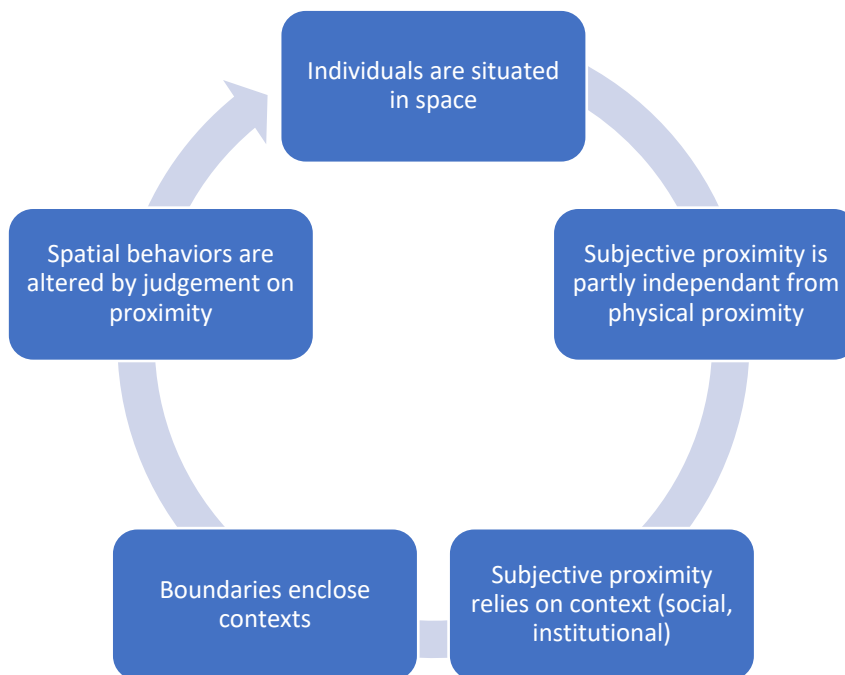 Individuals are situated
in space
Subjective proximity is
partly independant from
physical proximity
Subjective proximity
relies on context (social,
institutional)
Boundaries enclose
contexts
Spatial behaviors are
altered by judgement on
proximity